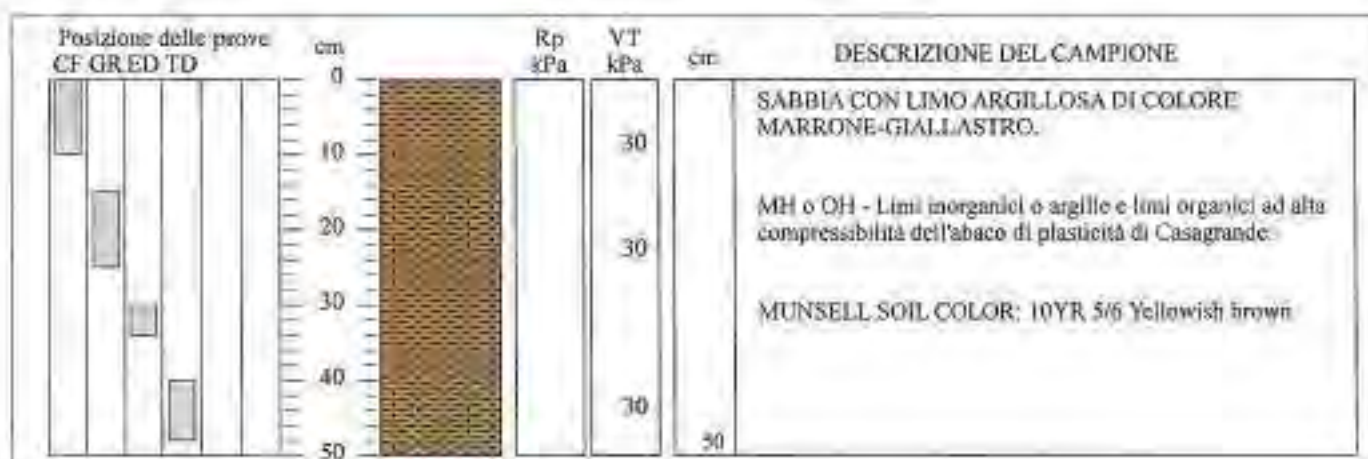 Posizione delle prove
CF GR ED TD
cm
Rp
kPa
VT
kPa
cm
DESCRIZIONE DEL CAMPIONE
0
10
20
30
40
50
30
30
30
50
SABBIA CON LIMO ARGILLOSA DI COLORE
MARRONE-GIALLASTRO.
MH o OH - Limi inorganici o argille e limi organici ad alta
compressibilità dell'abaco di plasticità di Casagrande.
MUNSELL SOIL COLOR: 10YR 5/6 Yellowish brown